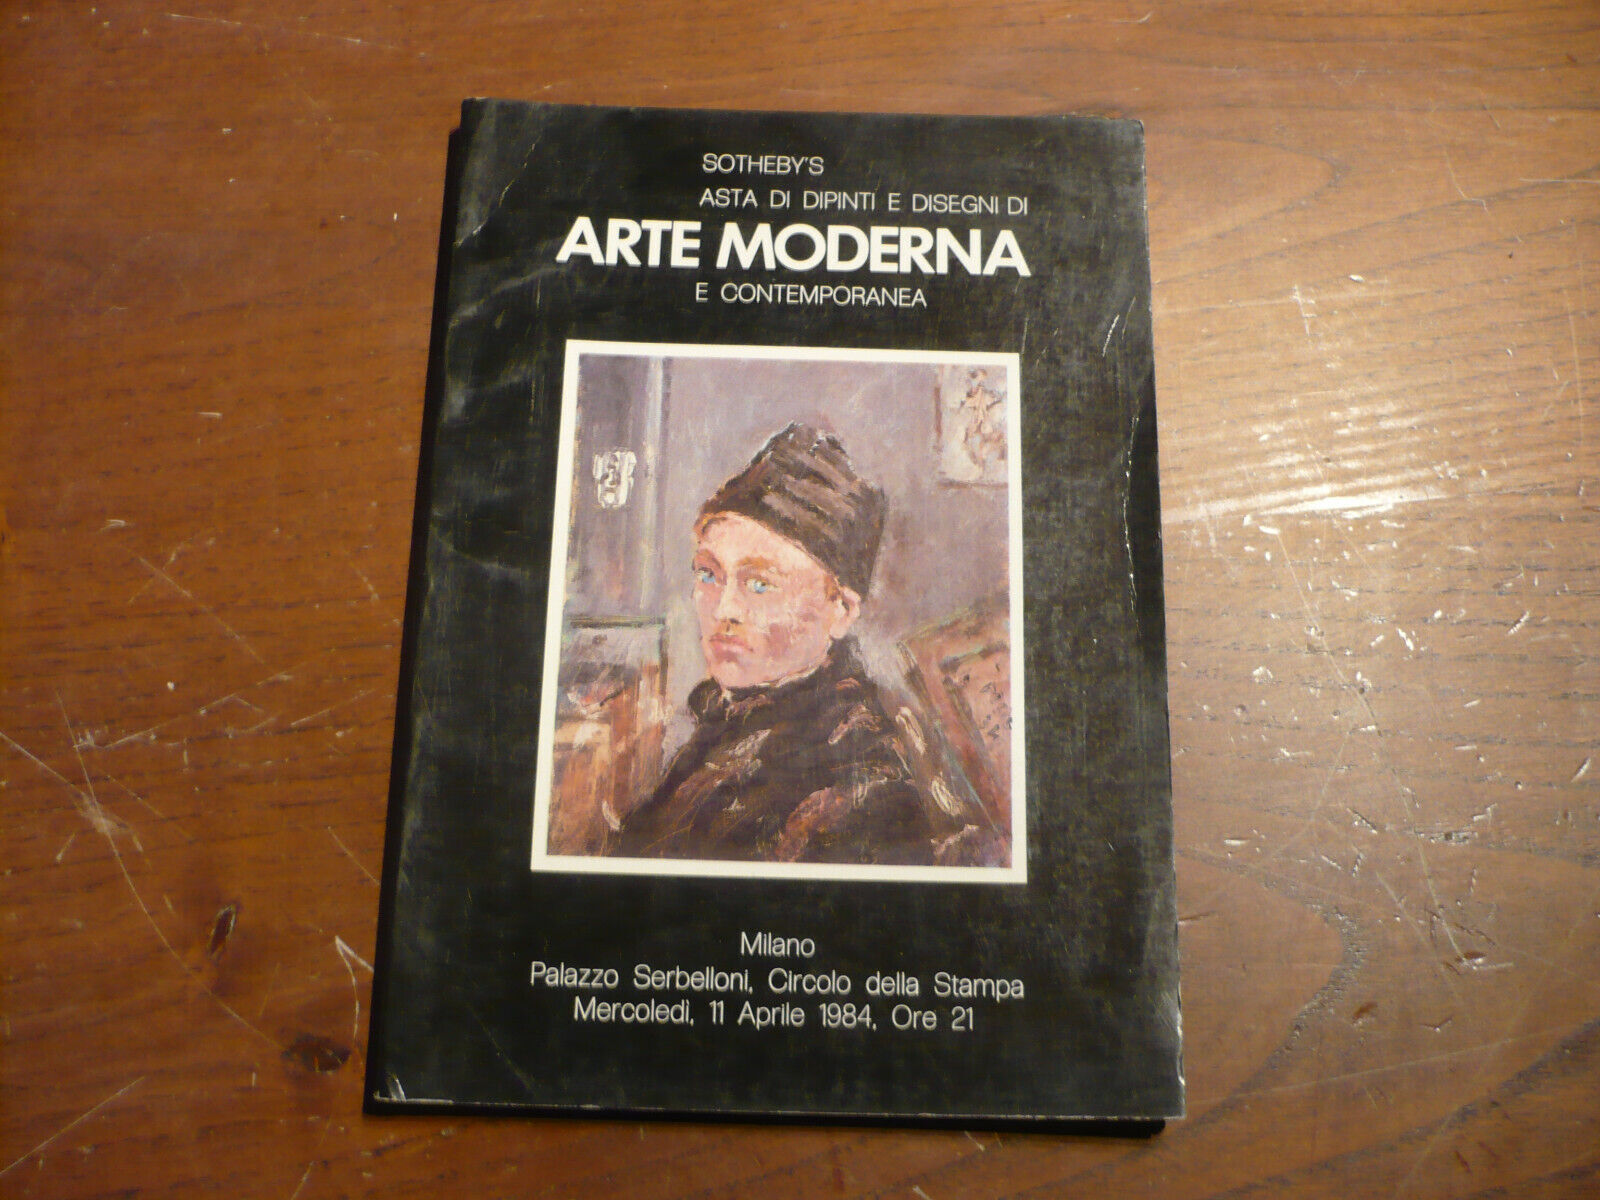 SOTHEBY'S
ASTA DI DIPINTI E DISEGNI DI
ARTE MODERNA
E CONTEMPORANEA
Milano
Palazzo Serbelloni, Circolo della Stampa
Mercoledì, 11 Aprile 1984, Ore 21